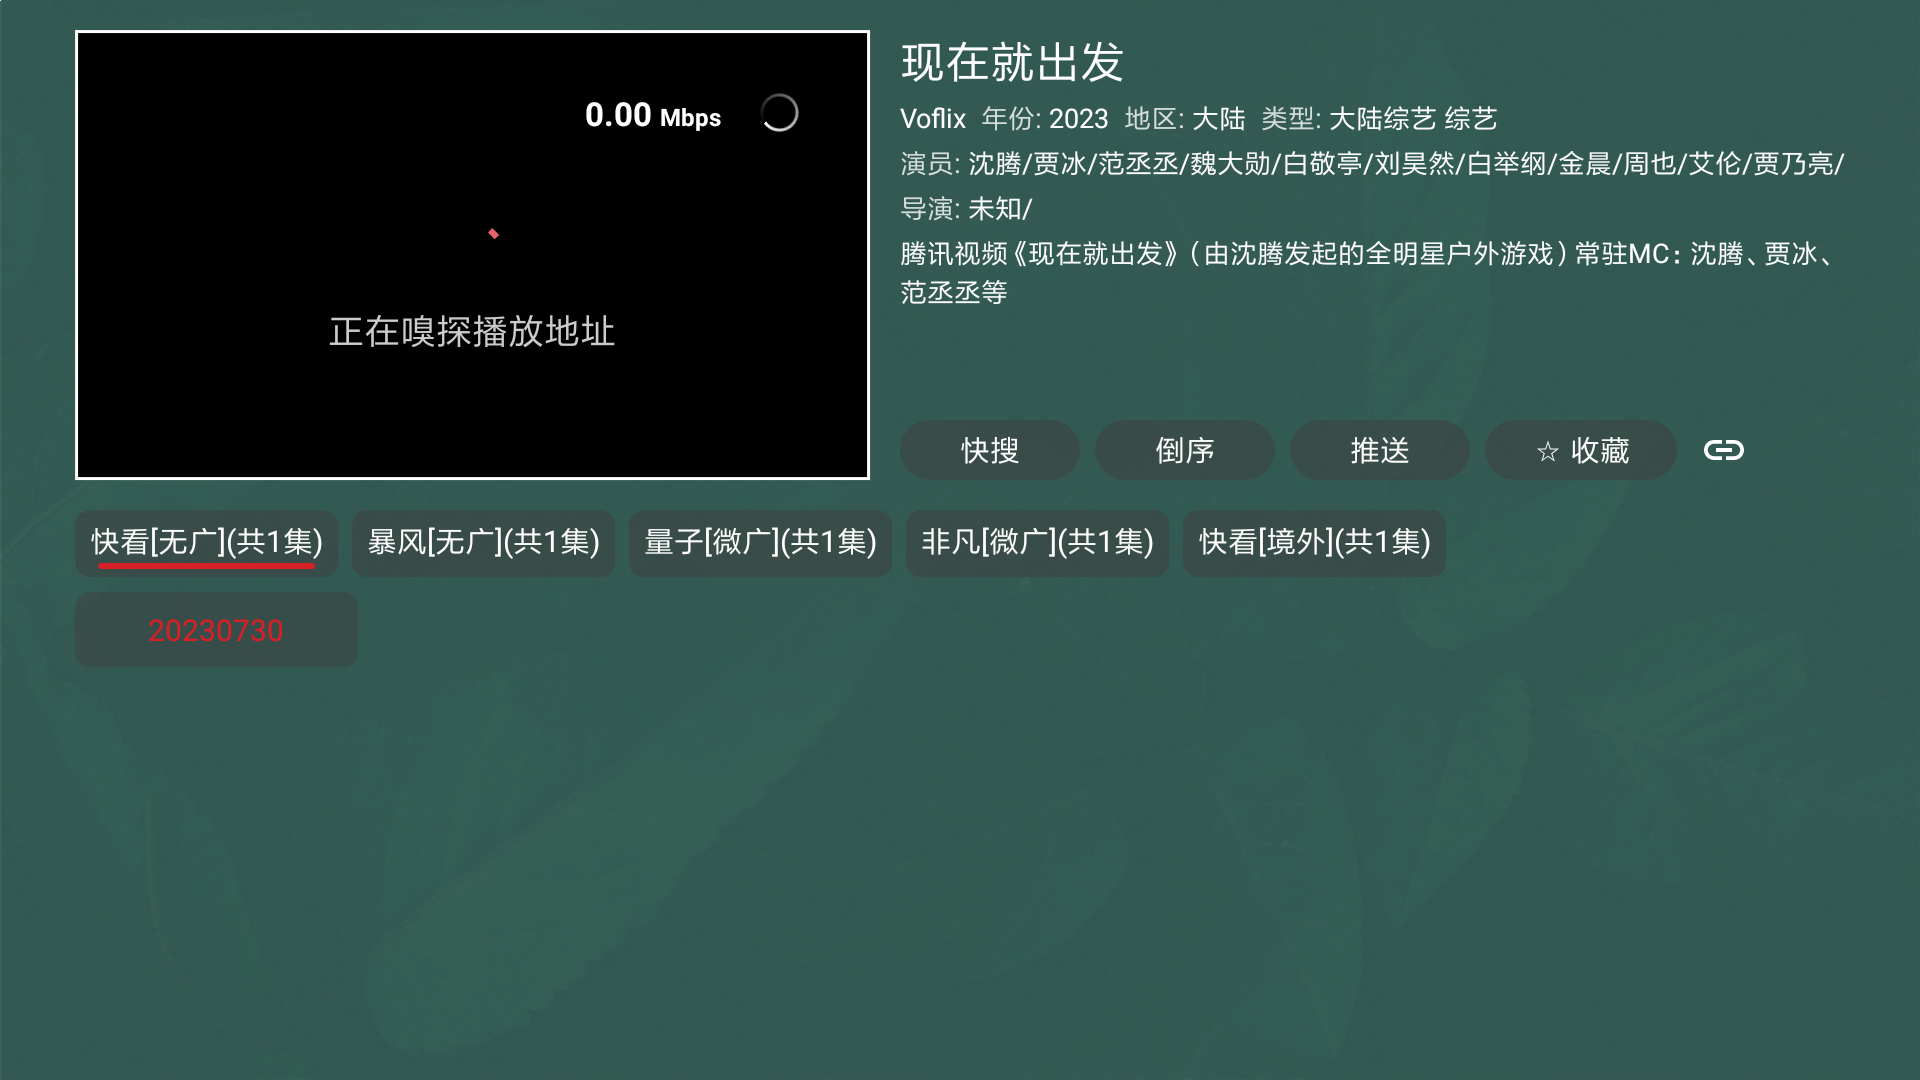 0.00 Mbps
正在嗅探播放地址
现在就出发
Voflix 年份: 2023 地区: 大陆 类型: 大陆综艺 综艺
演员: 沈腾/贾冰/范丞丞/魏大勋/白敬亭/刘昊然/白举纲/金晨/周也/艾伦/贾乃亮/
导演: 未知/
腾讯视频《现在就出发》（由沈腾发起的全明星户外游戏）常驻MC：沈腾、贾冰、
范丞丞等
快搜 倒序 推送 ☆ 收藏
快看[无广](共1集) 暴风[无广](共1集) 量子[微广](共1集) 非凡[微广](共1集) 快看[境外](共1集)
20230730